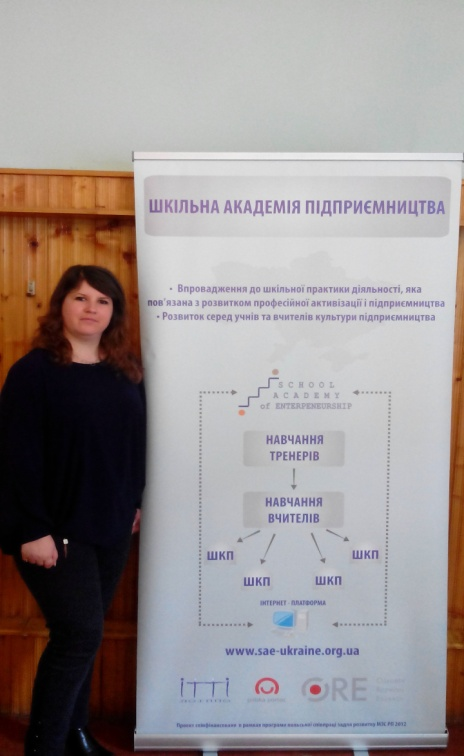 ШКІЛЬНА АКАДЕМІЯ ПІДПРИЄМНИЦТВА
• Впровадження до шкільної практики діяльності, яка
пов'язана з розвитком професійної активізації і підприємництва
• Розвиток серед учнів та вчителів культури підприємництва
SCHOOL
ACADEMY
of ENTERPENEURSHIP
НАВЧАННЯ
ТРЕНЕРІВ
НАВЧАННЯ
ВЧИТЕЛІВ
ШКП
ШКП
ШКП
ШКП
ІНТЕРНЕТ - ПЛАТФОРМА
www.sae-ukraine.org.ua
ITTI
ORE